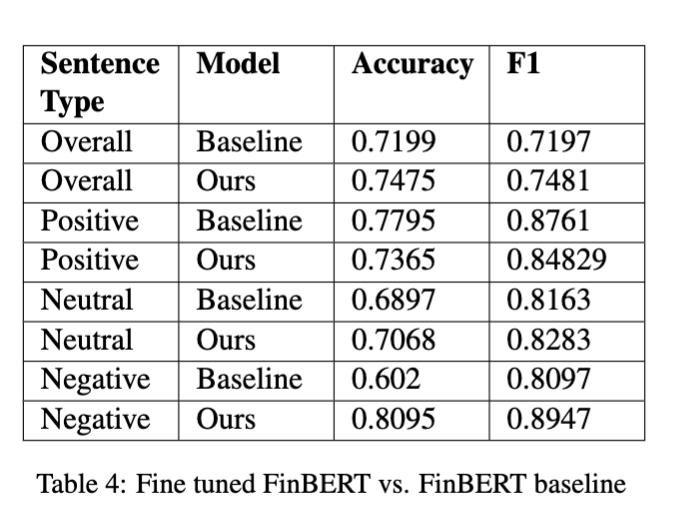 Sentence Type Model Accuracy F1
Overall Baseline 0.7199 0.7197
Overall Ours 0.7475 0.7481
Positive Baseline 0.7795 0.8761
Positive Ours 0.7365 0.84829
Neutral Baseline 0.6897 0.8163
Neutral Ours 0.7068 0.8283
Negative Baseline 0.602 0.8097
Negative Ours 0.8095 0.8947
Table 4: Fine tuned FinBERT vs. FinBERT baseline